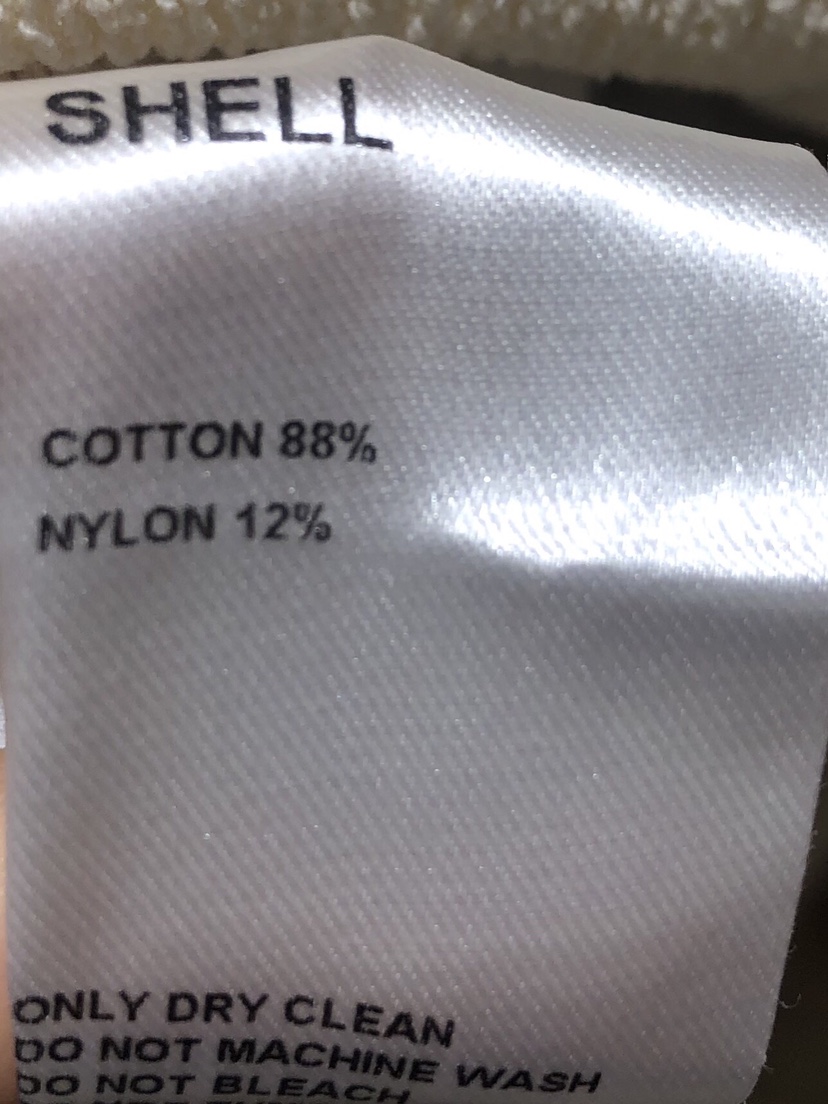 SHELL
COTTON 88%
NYLON 12%
ONLY DRY CLEAN
DO NOT MACHINE WASH
DO NOT BLEACH